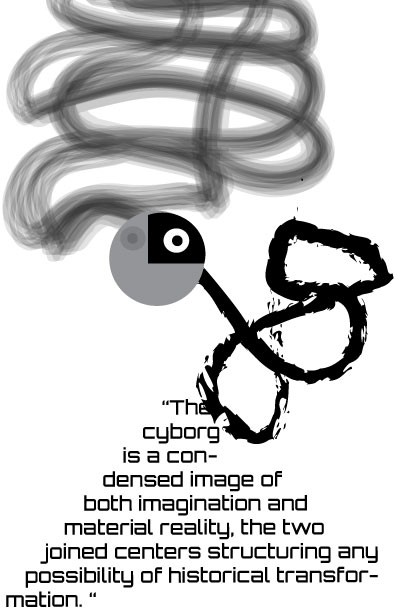 “The
cyborg
is a con-
densed image of
both imagination and
material reality, the two
joined centers structuring any
possibility of historical transfor-
mation. “